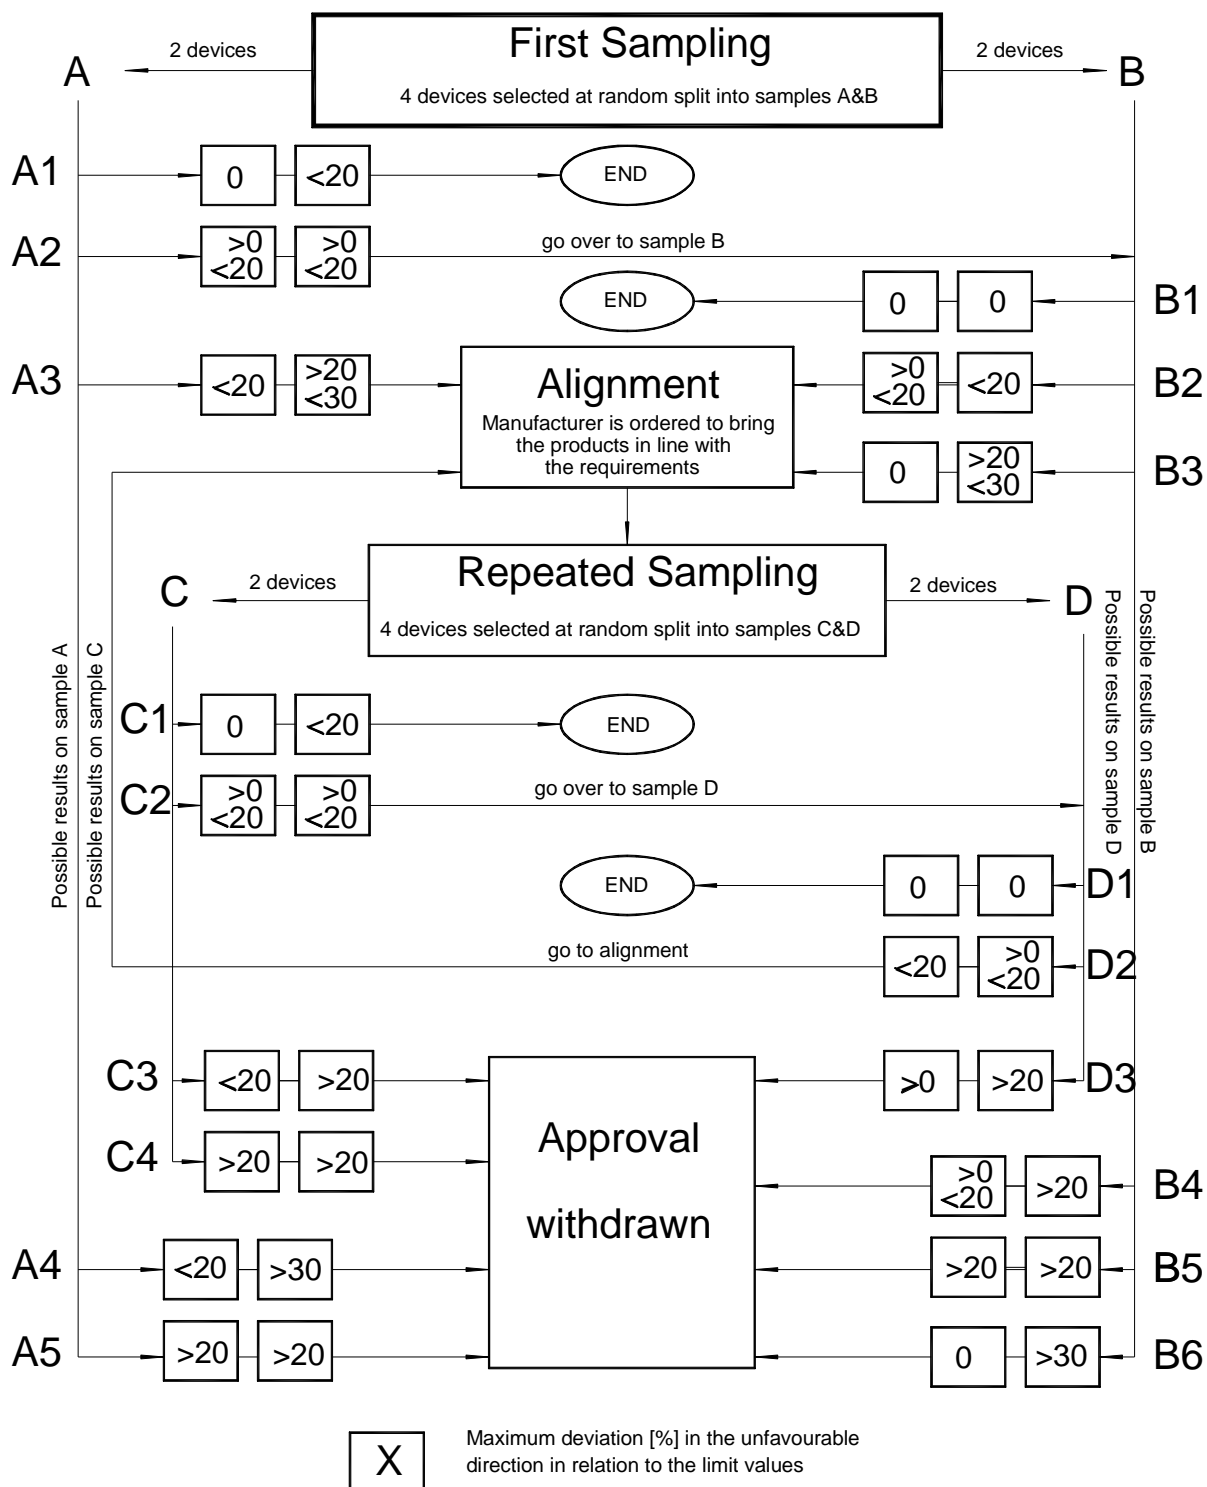 First Sampling
2 devices
2 devices
A
B
4 devices selected at random split into samples A&B
A1
0
<20
END
A2
>0
<20
>0
<20
go over to sample B
END
0
0
B1
A3
<20
>20
<30
Alignment
Manufacturer is ordered to bring
the products in line with
the requirements
>0
<20
<20
B2
0
>20
<30
B3
Repeated Sampling
2 devices
2 devices
C
D
4 devices selected at random split into samples C&D
Possible results on sample A
Possible results on sample C
Possible results on sample D
Possible results on sample B
C1
0
<20
END
C2
>0
<20
>0
<20
go over to sample D
END
0
0
D1
go to alignment
<20
>0
<20
D2
C3
<20
>20
>0
>20
D3
Approval
withdrawn
C4
>20
>20
>0
<20
>20
B4
A4
<20
>30
>20
>20
B5
A5
>20
>20
0
>30
B6
X
Maximum deviation [%] in the unfavourable
direction in relation to the limit values